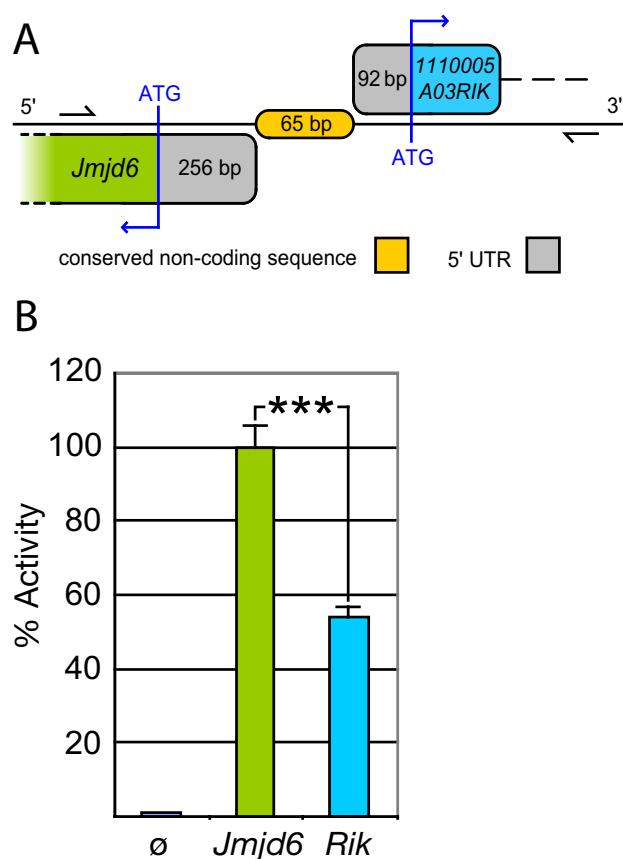 A
5'
ATG
92 bp
1110005
A03RIK
65 bp
3'
Jmjd6
256 bp
ATG
conserved non-coding sequence
5' UTR
B
% Activity
120
100
80
60
40
20
***
ø
Jmjd6
Rik